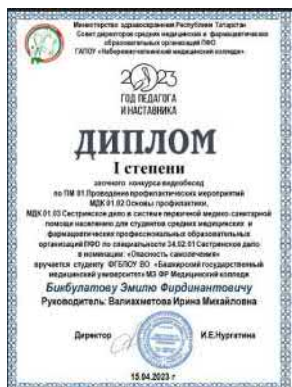 Министерство здравоохранения Республики Татарстан
Совет директоров средних медицинских и фармацевтических
образовательных организаций ПФО
ГАПОУ «Набережночелнинский медицинский колледж»
2023
ГОД ПЕДАГОГА
И НАСТАВНИКА
ДИПЛОМ
I степени
заочного конкурса видеобесед
по ПМ 01.Проведение профилактических мероприятий
МДК 01.02 Основы профилактики,
МДК 01.03 Сестринское дело в системе первичной медико-санитарной
помощи населению для студентов средних медицинских и
фармацевтических профессиональных образовательных
организаций ПФО по специальности 34.02.01 Сестринское дело
в номинации: «Опасность самолечения»
вручается студенту ФГБОУ ВО «Башкирский государственный
медицинский университет» МЗ РФ Медицинский колледж
Бикбулатову Эмилю Фирдинантовичу
Руководитель: Валиахметова Ирина Михайловна
Директор И.Е.Нургатина
15.04.2023 г